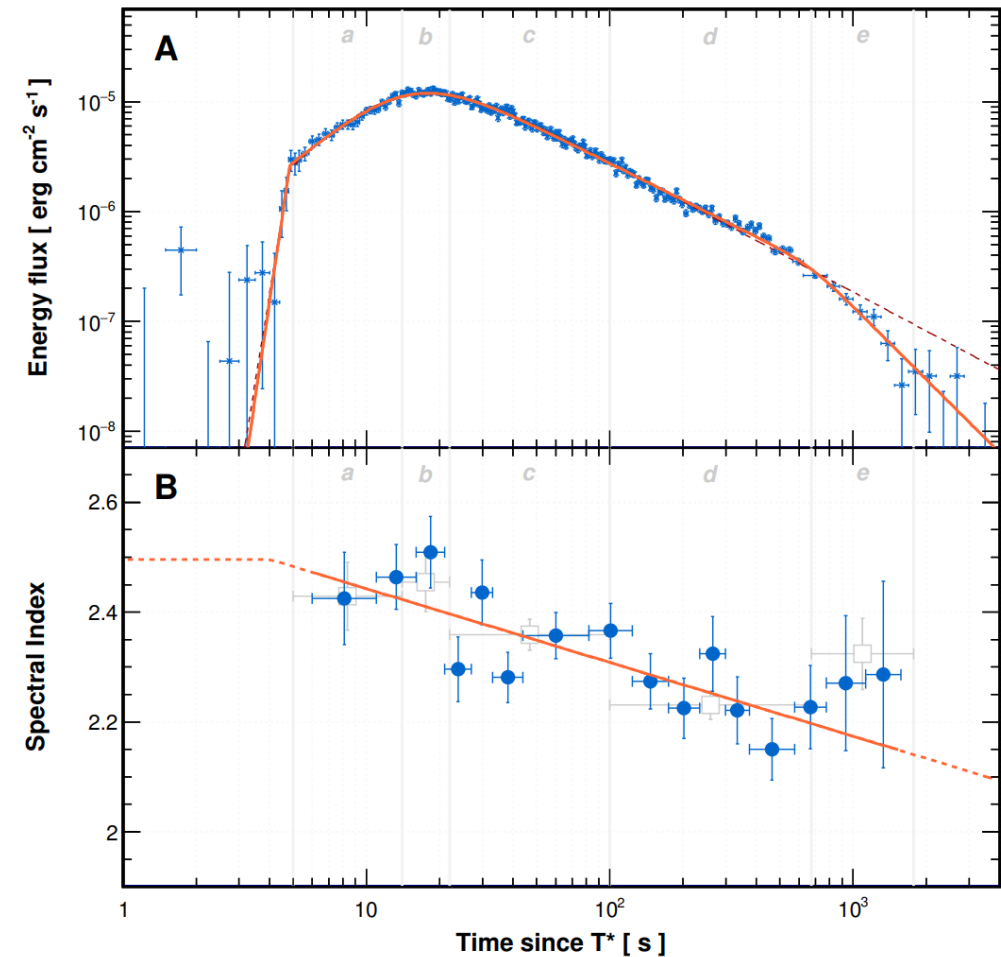 A
a b c d e
Energy flux [ erg cm⁻² s⁻¹ ]
10⁻⁵
10⁻⁶
10⁻⁷
10⁻⁸
B
a b c d e
Spectral Index
2.6
2.4
2.2
2
1 10 10² 10³
Time since T* [ s ]